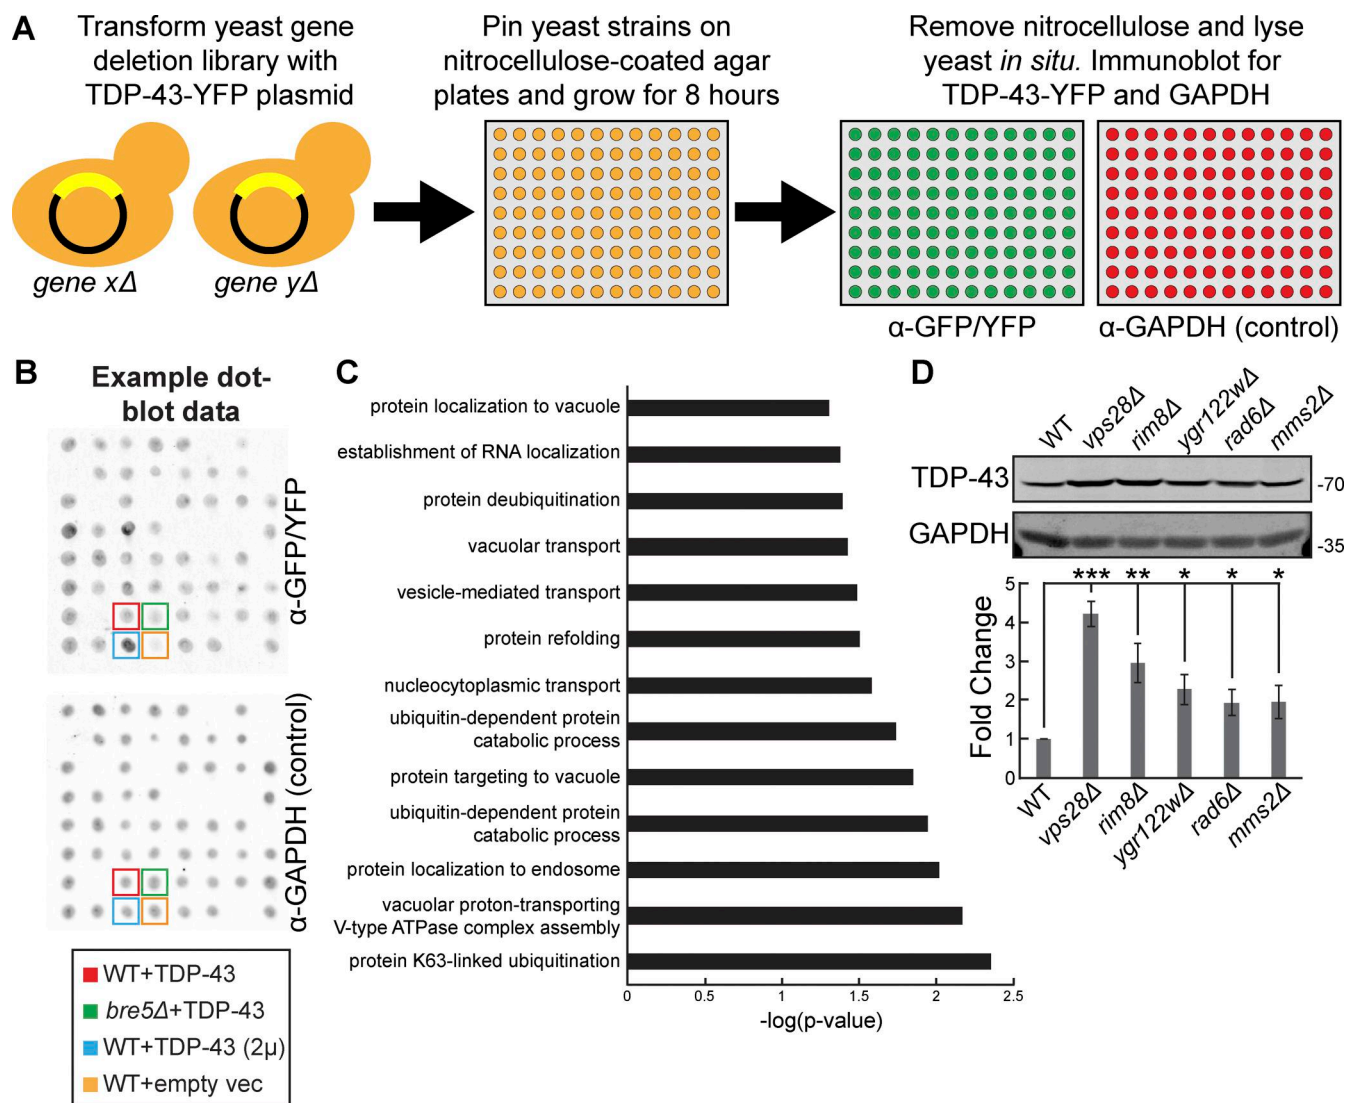 A
Transform yeast gene
deletion library with
TDP-43-YFP plasmid
gene xΔ
gene yΔ
Pin yeast strains on
nitrocellulose-coated agar
plates and grow for 8 hours
Remove nitrocellulose and lyse
yeast in situ. Immunoblot for
TDP-43-YFP and GAPDH
α-GFP/YFP
α-GAPDH (control)
B
Example dot-
blot data
α-GFP/YFP
α-GAPDH (control)
WT+TDP-43
bre5Δ+TDP-43
WT+TDP-43 (2µ)
WT+empty vec
C
protein localization to vacuole
establishment of RNA localization
protein deubiquitination
vacuolar transport
vesicle-mediated transport
protein refolding
nucleocytoplasmic transport
ubiquitin-dependent protein
catabolic process
protein targeting to vacuole
ubiquitin-dependent protein
catabolic process
protein localization to endosome
vacuolar proton-transporting
V-type ATPase complex assembly
protein K63-linked ubiquitination
0 0.5 1 1.5 2 2.5
-log(p-value)
D
WT vps28Δ rim8Δ ygr122wΔ rad6Δ mms2Δ
TDP-43
-70
GAPDH
-35
*** ** * * *
Fold Change
5
4
3
2
1
0
WT vps28Δ rim8Δ ygr122wΔ rad6Δ mms2Δ